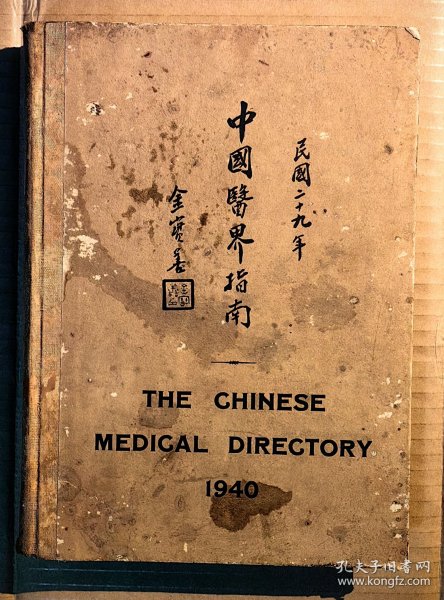 民國二十九年
中國醫界指南
金寶善
THE CHINESE
MEDICAL DIRECTORY
1940
孔夫子旧书网
www.kongfz.com